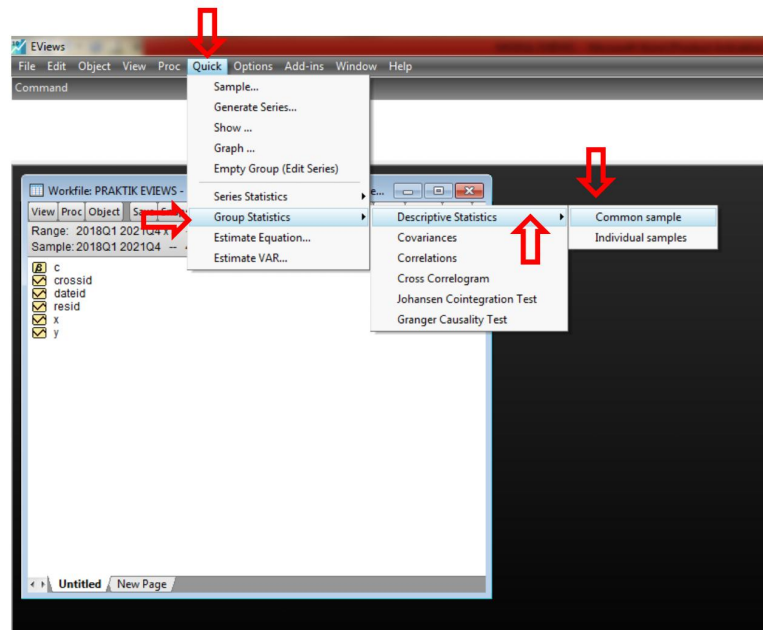 EViews
File Edit Object View Proc Quick Options Add-ins Window Help
Command
Sample...
Generate Series...
Show ...
Graph ...
Empty Group (Edit Series)
Series Statistics
Group Statistics
Estimate Equation...
Estimate VAR...
Descriptive Statistics
Covariances
Correlations
Cross Correlogram
Johansen Cointegration Test
Granger Causality Test
Common sample
Individual samples
Workfile: PRAKTIK EVIEWS -
View Proc Object
Range: 2018Q1 2021Q4 x
Sample: 2018Q1 2021Q4 --
c
crossid
dateid
resid
x
y
Untitled New Page